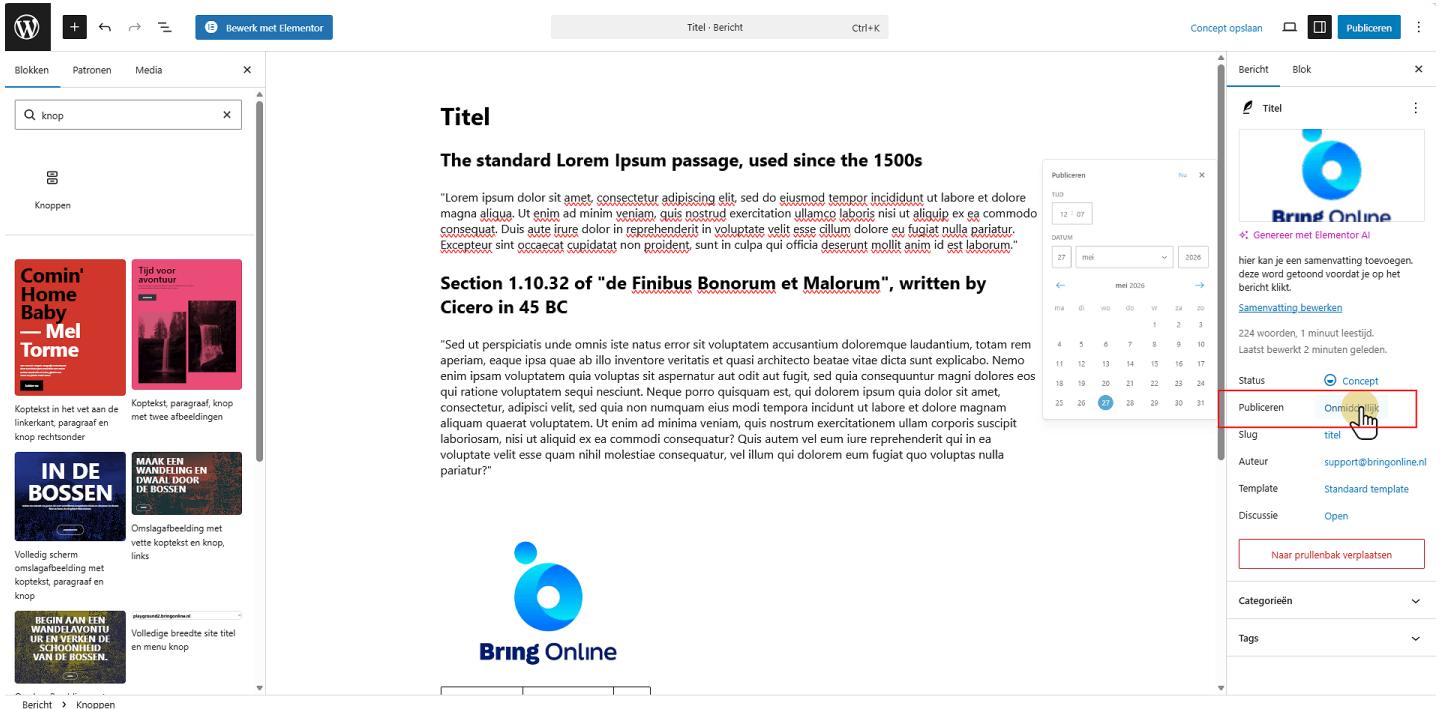 Bewerk met Elementor
Titel · Bericht
Ctrl+K
Concept opslaan
Publiceren
Blokken
Patronen
Media
knop
Knoppen
Comin'
Home
Baby
— Mel
Torme
Koptekst in het vet aan de
linkerkant, paragraaf en
knop rechtsonder
Tijd voor
avontuur
Koptekst, paragraaf, knop
met twee afbeeldingen
IN DE
BOSSEN
Volledig scherm
omslagafbeelding met
koptekst, paragraaf en
knop
MAAK EEN
WANDELING EN
DWAAL DOOR
DE BOSSEN
Omslagafbeelding met
vette koptekst en knop,
links
BEGIN AAN EEN
WANDELAVONTU
UR EN VERKEN DE
SCHOONHEID
VAN DE BOSSEN.
playground2.bringonline.nl
Volledige breedte site titel
en menu knop
Titel
The standard Lorem Ipsum passage, used since the 1500s
"Lorem ipsum dolor sit amet, consectetur adipiscing elit, sed do eiusmod tempor incididunt ut labore et dolore
magna aliqua. Ut enim ad minim veniam, quis nostrud exercitation ullamco laboris nisi ut aliquip ex ea commodo
consequat. Duis aute irure dolor in reprehenderit in voluptate velit esse cillum dolore eu fugiat nulla pariatur.
Excepteur sint occaecat cupidatat non proident, sunt in culpa qui officia deserunt mollit anim id est laborum."
Section 1.10.32 of "de Finibus Bonorum et Malorum", written by
Cicero in 45 BC
"Sed ut perspiciatis unde omnis iste natus error sit voluptatem accusantium doloremque laudantium, totam rem
aperiam, eaque ipsa quae ab illo inventore veritatis et quasi architecto beatae vitae dicta sunt explicabo. Nemo
enim ipsam voluptatem quia voluptas sit aspernatur aut odit aut fugit, sed quia consequuntur magni dolores eos
qui ratione voluptatem sequi nesciunt. Neque porro quisquam est, qui dolorem ipsum quia dolor sit amet,
consectetur, adipisci velit, sed quia non numquam eius modi tempora incidunt ut labore et dolore magnam
aliquam quaerat voluptatem. Ut enim ad minima veniam, quis nostrum exercitationem ullam corporis suscipit
laboriosam, nisi ut aliquid ex ea commodi consequatur? Quis autem vel eum iure reprehenderit qui in ea
voluptate velit esse quam nihil molestiae consequatur, vel illum qui dolorem eum fugiat quo voluptas nulla
pariatur?"
Bring Online
Publiceren
Nu
TIJD
12 : 07
DATUM
27 mei 2026
mei 2026
ma di wo do vr za zo
1 2 3
4 5 6 7 8 9 10
11 12 13 14 15 16 17
18 19 20 21 22 23 24
25 26 27 28 29 30 31
Bericht
Blok
Titel
Bring Online
Genereer met Elementor AI
hier kan je een samenvatting toevoegen.
deze word getoond voordat je op het
bericht klikt.
Samenvatting bewerken
224 woorden, 1 minuut leestijd.
Laatst bewerkt 2 minuten geleden.
Status Concept
Publiceren Onmiddellijk
Slug titel
Auteur support@bringonline.nl
Template Standaard template
Discussie Open
Naar prullenbak verplaatsen
Categorieën
Tags
Bericht
Knoppen